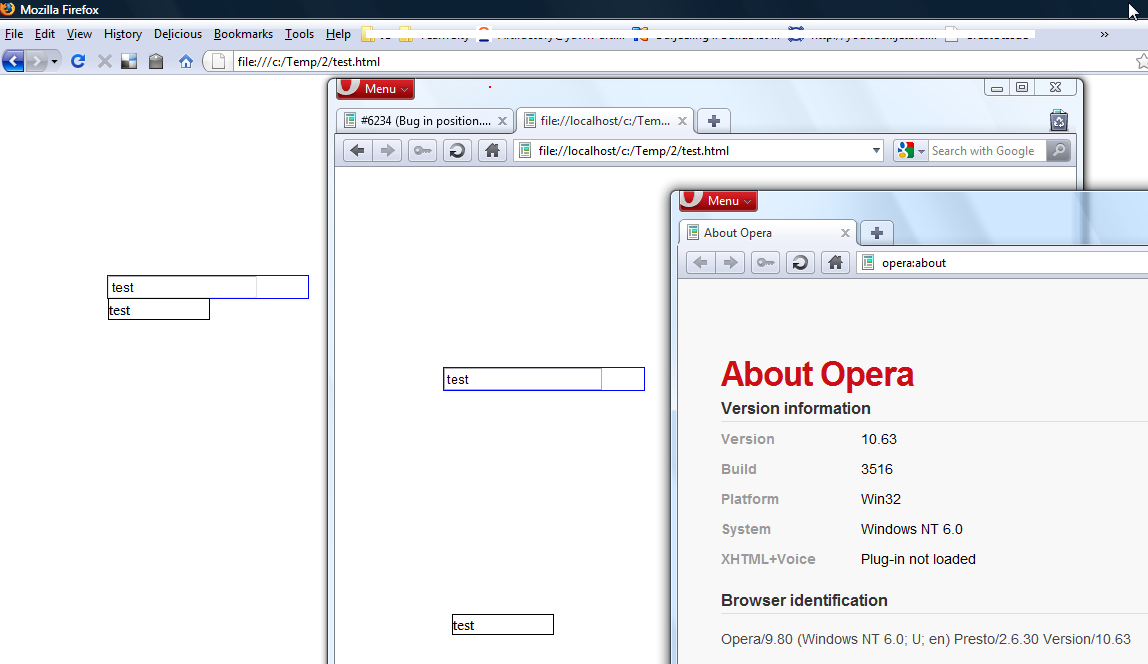 Mozilla Firefox
File Edit View History Delicious Bookmarks Tools Help »
file:///c:/Temp/2/test.html
Menu
#6234 (Bug in position....
file://localhost/c:/Tem...
file://localhost/c:/Temp/2/test.html
Search with Google
test
test
test
test
Menu
About Opera
opera:about
About Opera
Version information
Version 10.63
Build 3516
Platform Win32
System Windows NT 6.0
XHTML+Voice Plug-in not loaded
Browser identification
Opera/9.80 (Windows NT 6.0; U; en) Presto/2.6.30 Version/10.63